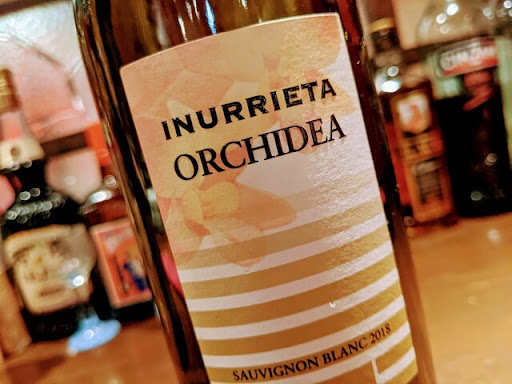 INURRIETA
ORCHIDEA
SAUVIGNON BLANC 2018